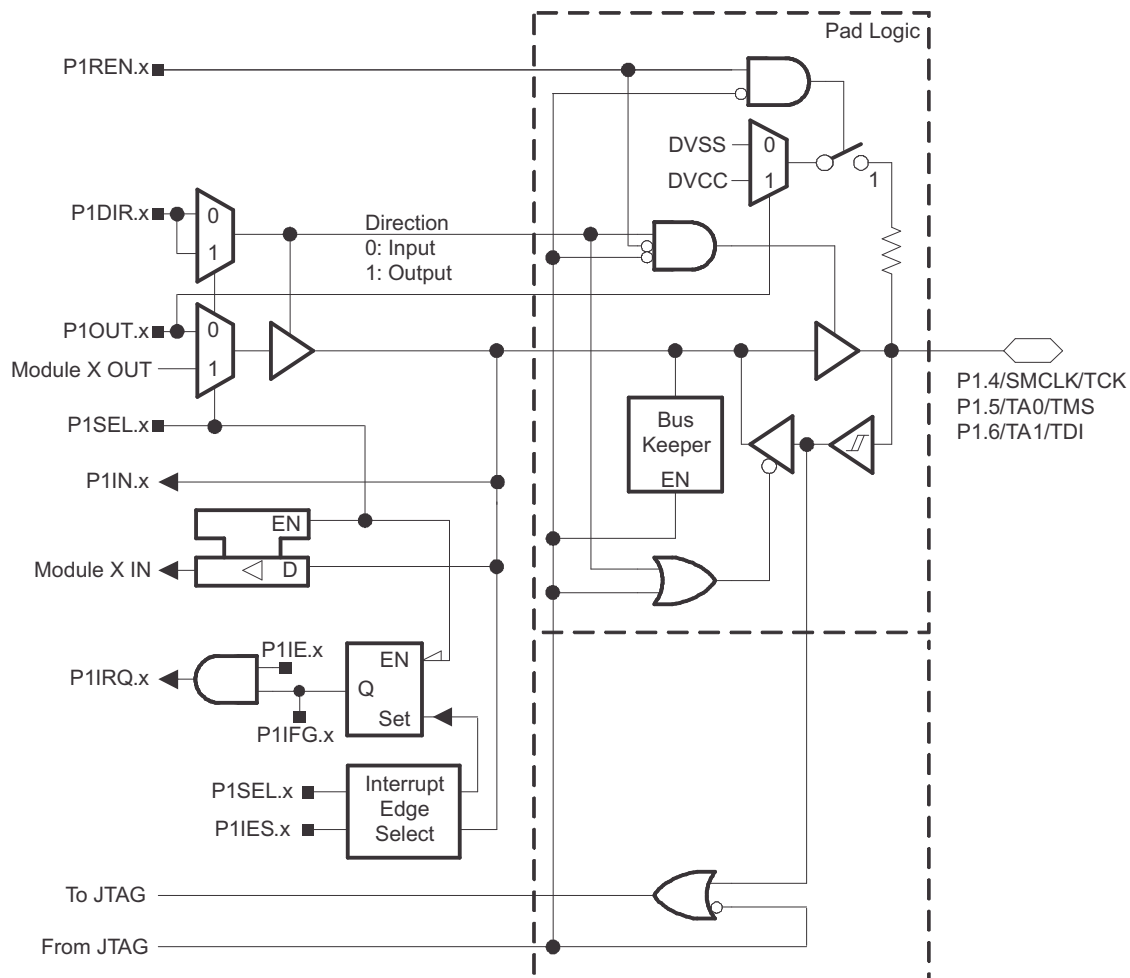 Pad Logic
P1REN.x
DVSS
0
DVCC
1
1
P1DIR.x
0
1
Direction
0: Input
1: Output
P1OUT.x
0
Module X OUT
1
P1.4/SMCLK/TCK
P1.5/TA0/TMS
P1.6/TA1/TDI
P1SEL.x
Bus
Keeper
EN
P1IN.x
EN
Module X IN
D
P1IE.x
EN
P1IRQ.x
Q
Set
P1IFG.x
P1SEL.x
P1IES.x
Interrupt
Edge
Select
To JTAG
From JTAG